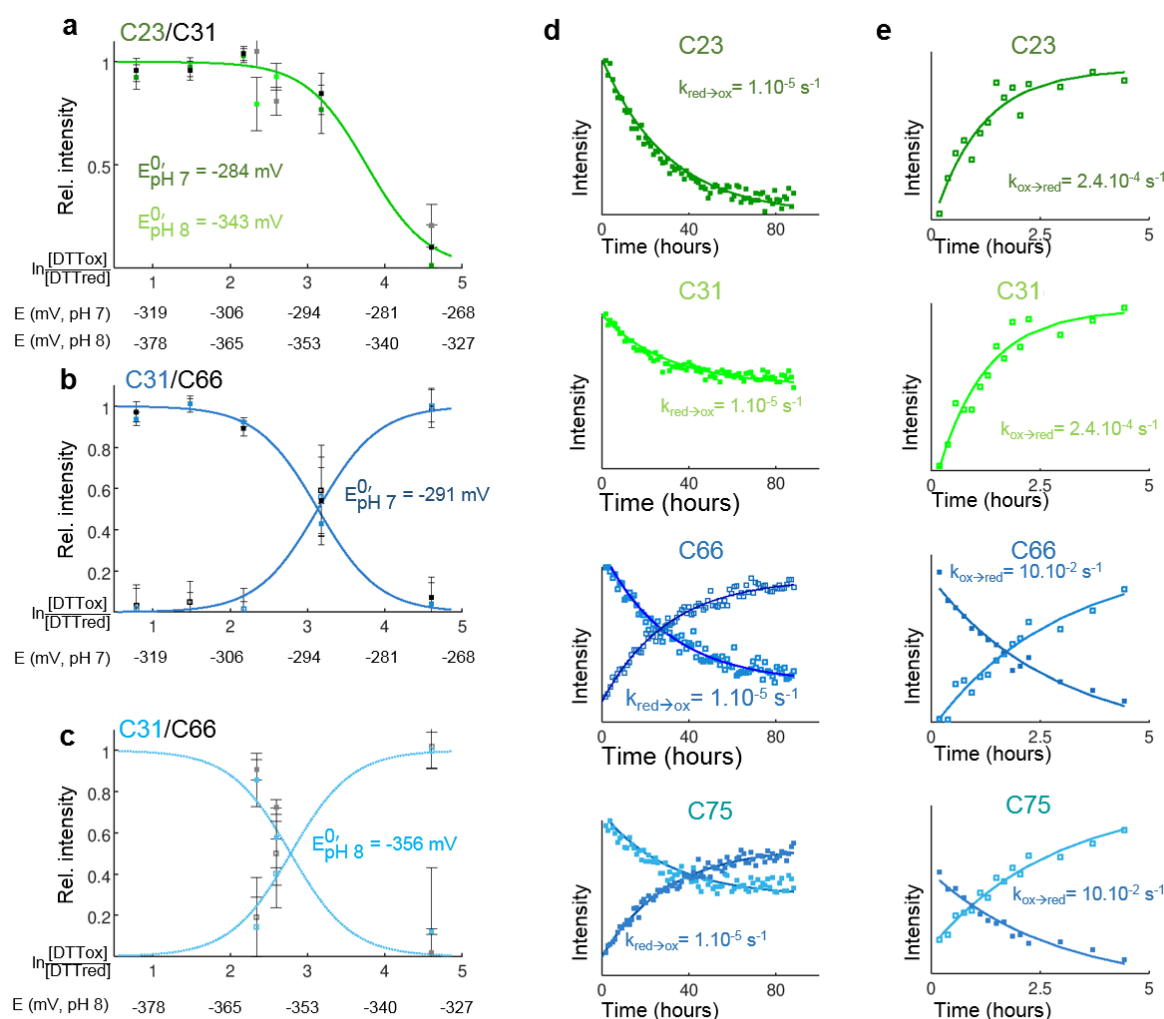 a
C23/C31
Rel. intensity
1
0.5
E0, pH 7 = -284 mV
E0, pH 8 = -343 mV
ln [DTTox]/[DTTred]
1 2 3 4 5
E (mV, pH 7) -319 -306 -294 -281 -268
E (mV, pH 8) -378 -365 -353 -340 -327
b
C31/C66
Rel. intensity
1
0.8
0.6
0.4
0.2
E0, pH 7 = -291 mV
ln [DTTox]/[DTTred]
1 2 3 4 5
E (mV, pH 7) -319 -306 -294 -281 -268
c
C31/C66
Rel. intensity
1
0.8
0.6
0.4
0.2
E0, pH 8 = -356 mV
ln [DTTox]/[DTTred]
1 2 3 4 5
E (mV, pH 8) -378 -365 -353 -340 -327
d
C23
kred→ox= 1.10-5 s-1
Intensity
0 40 80
Time (hours)
C31
kred→ox= 1.10-5 s-1
Intensity
0 40 80
Time (hours)
C66
kred→ox= 1.10-5 s-1
Intensity
0 40 80
Time (hours)
C75
kred→ox= 1.10-5 s-1
Intensity
0 40 80
Time (hours)
e
C23
kox→red= 2.4.10-4 s-1
Intensity
0 2.5 5
Time (hours)
C31
kox→red= 2.4.10-4 s-1
Intensity
0 2.5 5
Time (hours)
C66
kox→red= 10.10-2 s-1
Intensity
0 2.5 5
Time (hours)
C75
kox→red= 10.10-2 s-1
Intensity
0 2.5 5
Time (hours)